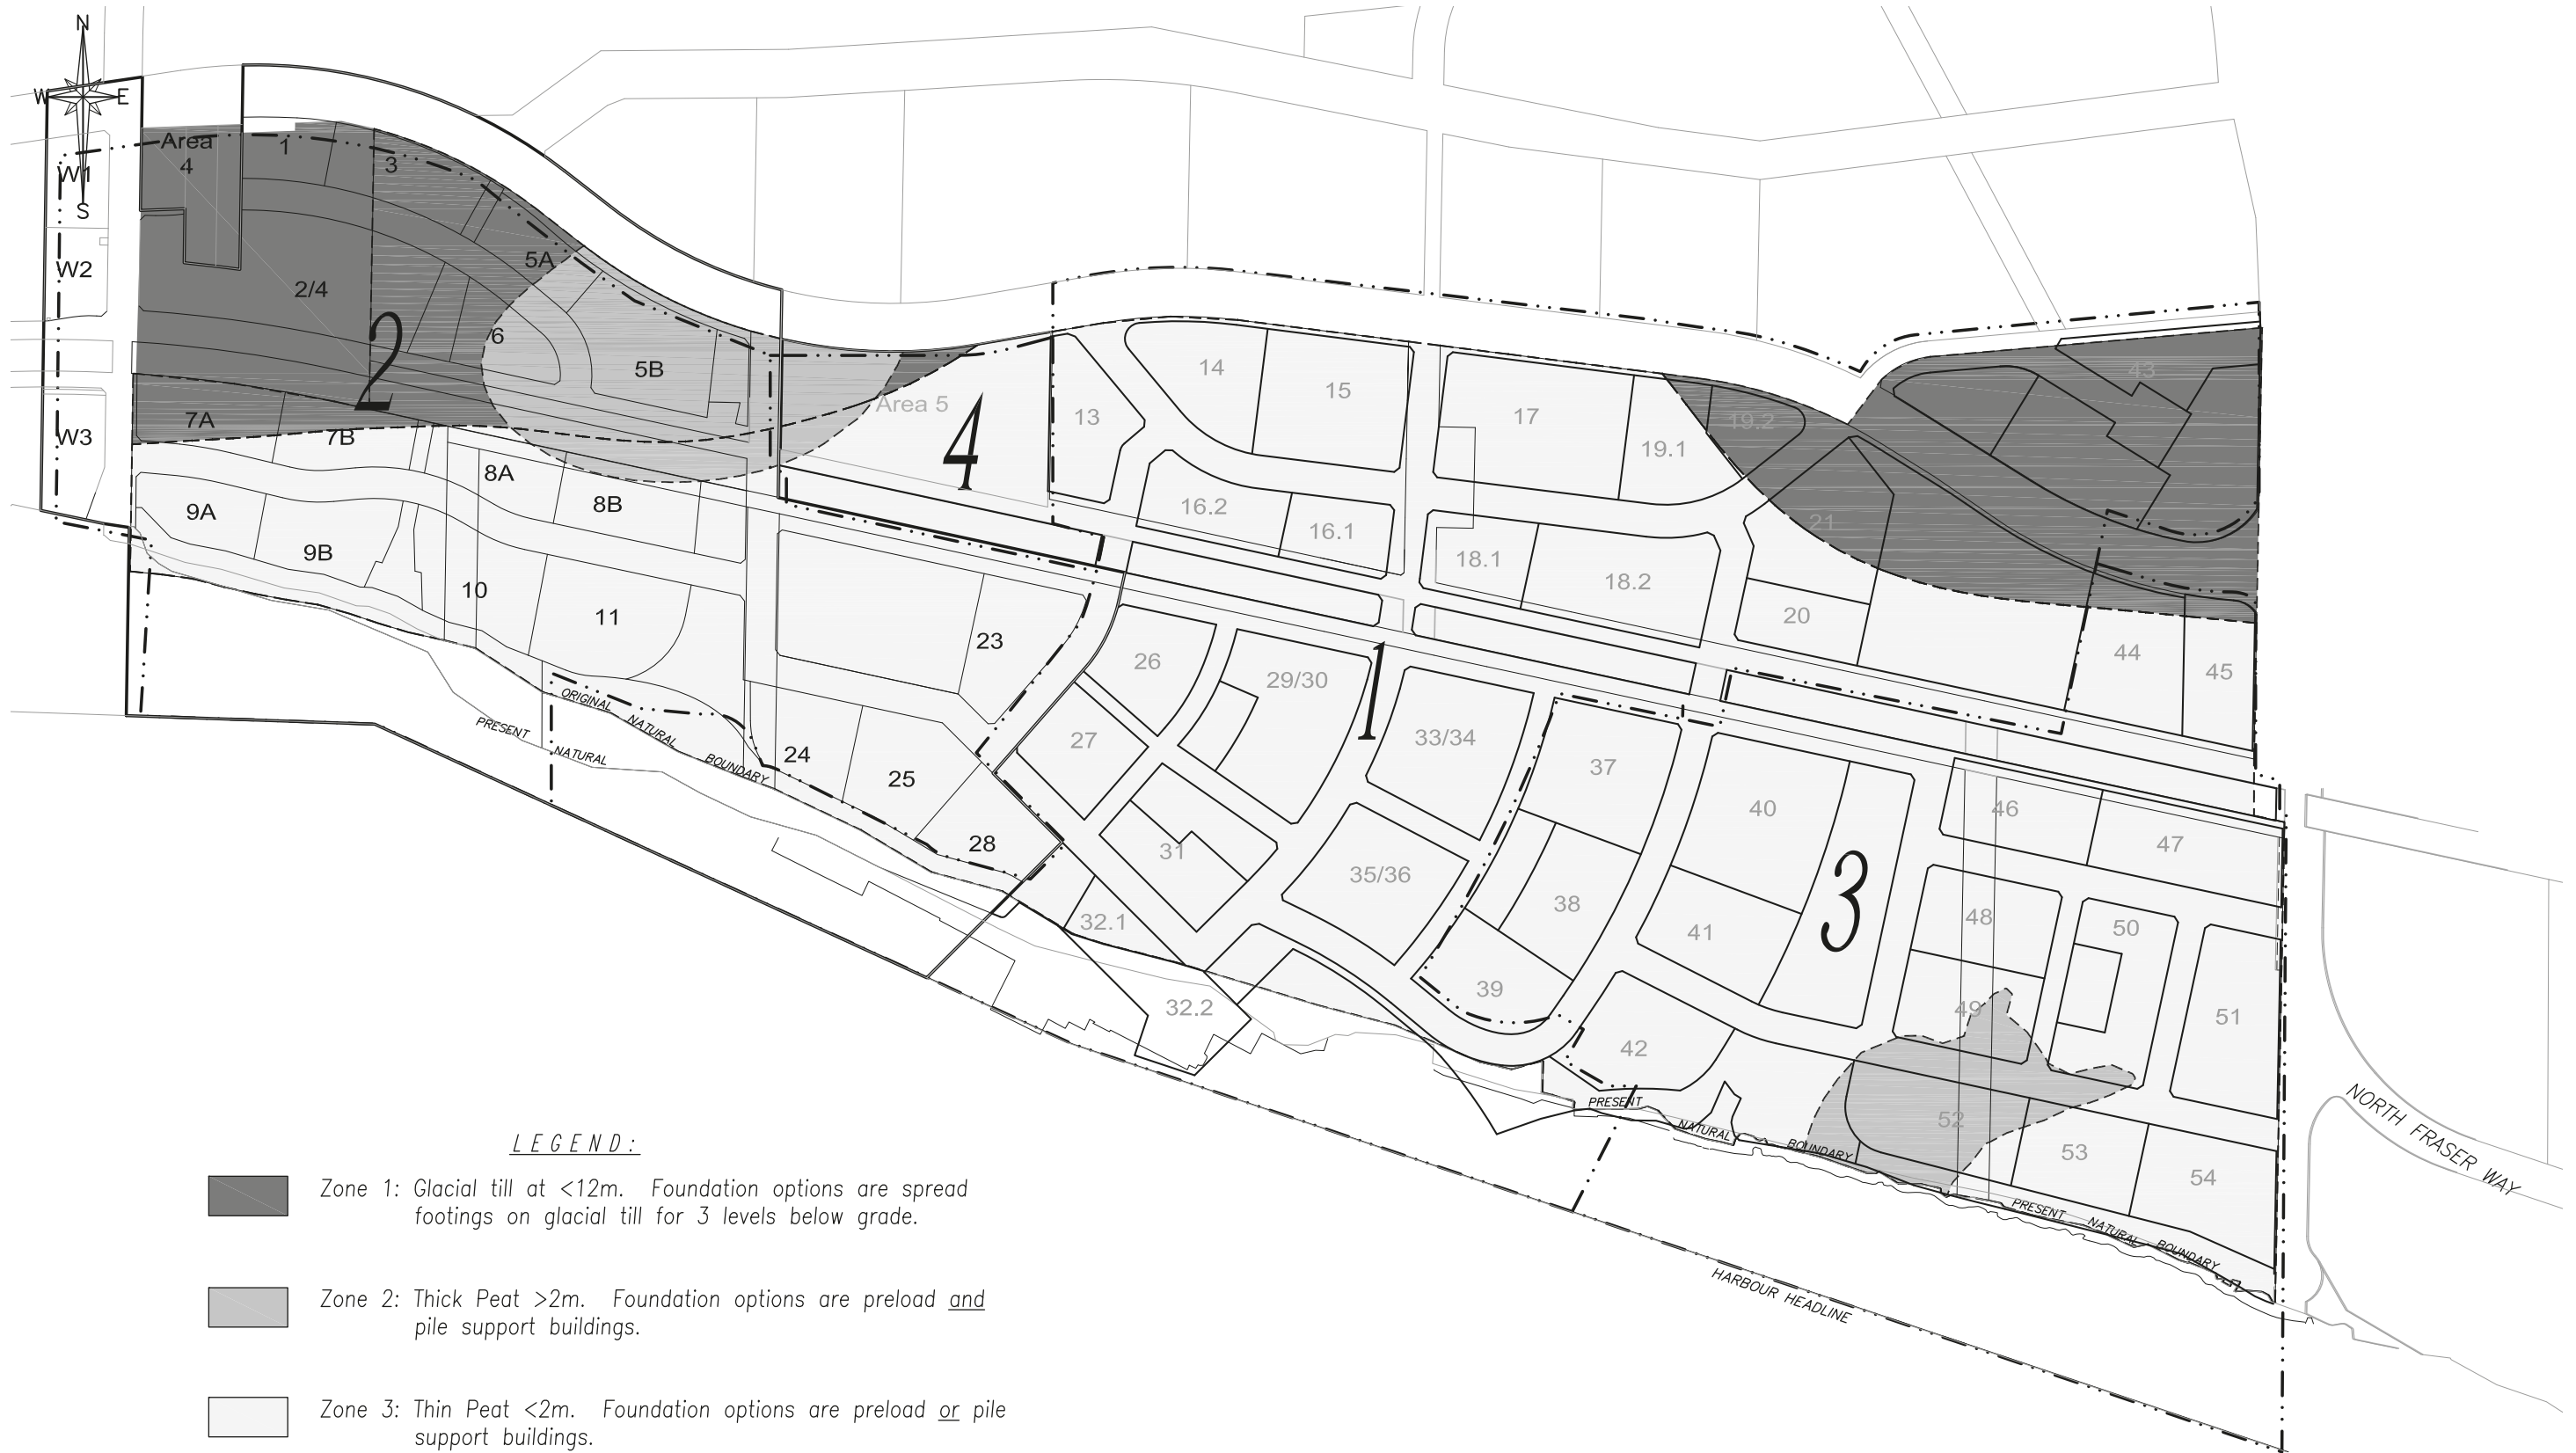 N
W E
S
W1
W2
W3
Area
4
1
3
2/4
5A
6
5B
2
7A
7B
8A
8B
9A
9B
10
11
Area 5
4
13
14
15
16.2
16.1
17
18.1
18.2
19.1
19.2
20
21
43
44
45
23
24
25
28
26
27
29/30
31
32.1
32.2
1
33/34
35/36
37
38
39
40
41
42
3
46
47
48
49
50
51
52
53
54
ORIGINAL NATURAL BOUNDARY
PRESENT NATURAL
PRESENT NATURAL BOUNDARY
PRESENT NATURAL BOUNDARY
HARBOUR HEADLINE
NORTH FRASER WAY
LEGEND:
Zone 1: Glacial till at <12m. Foundation options are spread
footings on glacial till for 3 levels below grade.
Zone 2: Thick Peat >2m. Foundation options are preload and
pile support buildings.
Zone 3: Thin Peat <2m. Foundation options are preload or pile
support buildings.